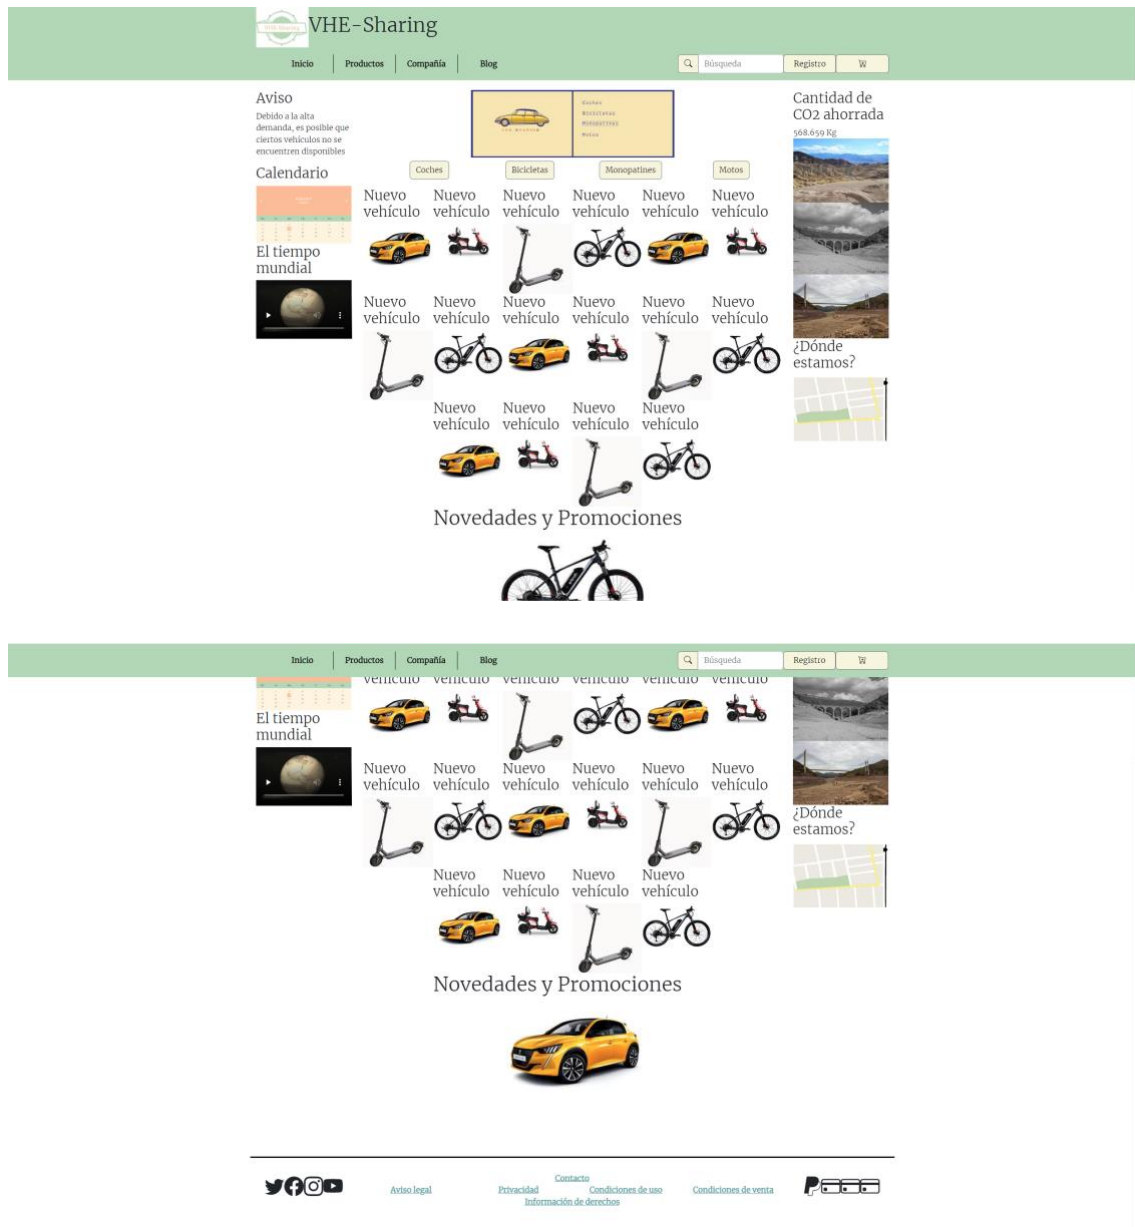 VHE-Sharing
Inicio
Productos
Compañía
Blog
Búsqueda
Registro
Aviso
Debido a la alta
demanda, es posible que
ciertos vehículos no se
encuentren disponibles
Calendario
El tiempo
mundial
Coches
Bicicletas
Monopatines
Motos
Coches
Bicicletas
Monopatines
Motos
Nuevo Nuevo Nuevo Nuevo Nuevo Nuevo
vehículo vehículo vehículo vehículo vehículo vehículo
Nuevo Nuevo Nuevo Nuevo Nuevo Nuevo
vehículo vehículo vehículo vehículo vehículo vehículo
Nuevo Nuevo Nuevo Nuevo
vehículo vehículo vehículo vehículo
Novedades y Promociones
Cantidad de
CO2 ahorrada
568.659 Kg
¿Dónde
estamos?
Inicio
Productos
Compañía
Blog
Búsqueda
Registro
El tiempo
mundial
vehículo vehículo vehículo vehículo vehículo vehículo
Nuevo Nuevo Nuevo Nuevo Nuevo Nuevo
vehículo vehículo vehículo vehículo vehículo vehículo
Nuevo Nuevo Nuevo Nuevo
vehículo vehículo vehículo vehículo
Novedades y Promociones
¿Dónde
estamos?
Aviso legal
Contacto
Privacidad
Condiciones de uso
Condiciones de venta
Información de derechos